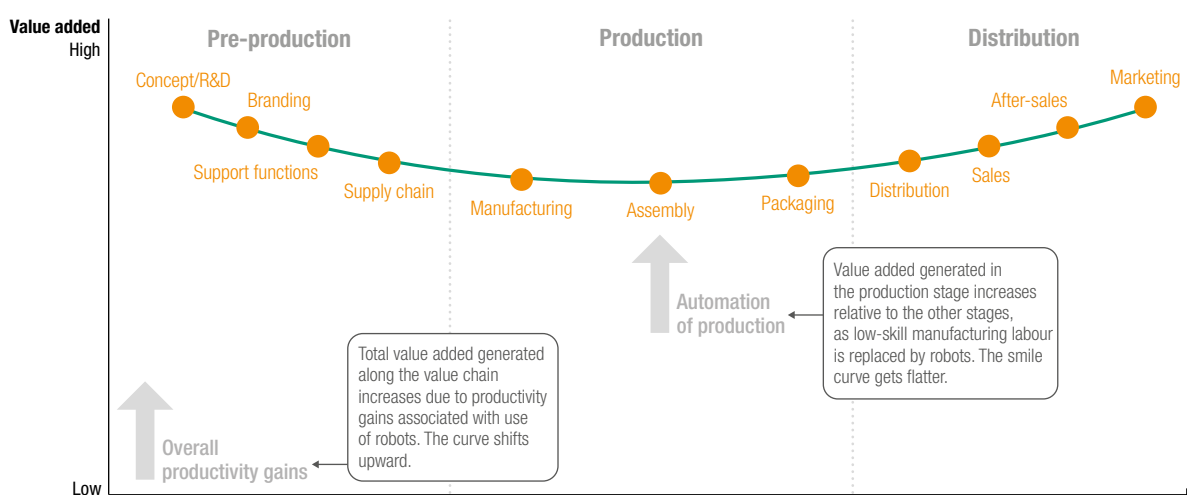 Value added
High
Pre-production
Production
Distribution
Concept/R&D
Branding
Support functions
Supply chain
Manufacturing
Assembly
Packaging
Distribution
Sales
After-sales
Marketing
Automation
of production
Value added generated in
the production stage increases
relative to the other stages,
as low-skill manufacturing labour
is replaced by robots. The smile
curve gets flatter.
Total value added generated
along the value chain
increases due to productivity
gains associated with use
of robots. The curve shifts
upward.
Overall
productivity gains
Low